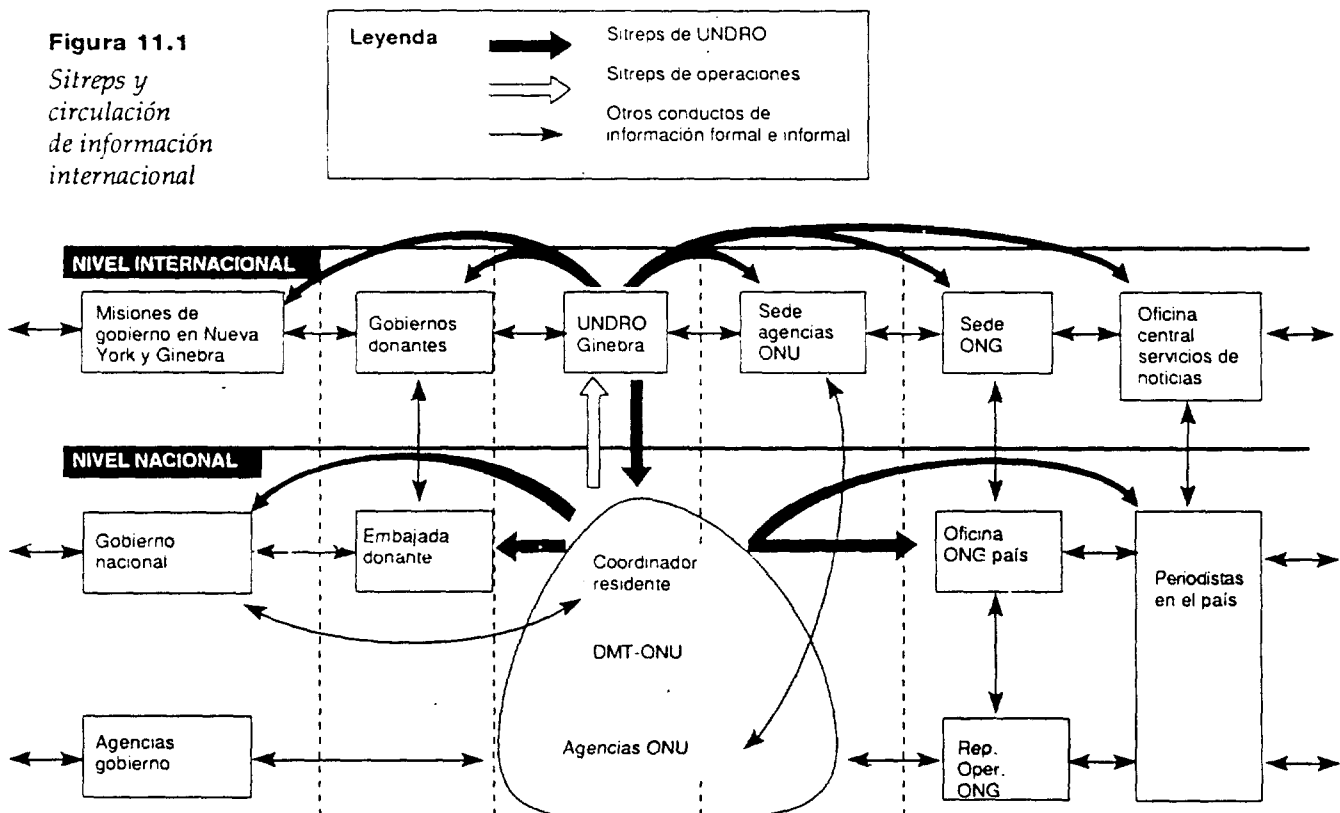 Figura 11.1
Sitreps y
circulación
de información
internacional
Leyenda
Sitreps de UNDRO
Sitreps de operaciones
Otros conductos de
información formal e informal
NIVEL INTERNACIONAL
Misiones de
gobierno en Nueva
York y Ginebra
Gobiernos
donantes
UNDRO
Ginebra
Sede
agencias
ONU
Sede
ONG
Oficina
central
servicios de
noticias
NIVEL NACIONAL
Gobierno
nacional
Embajada
donante
Coordinador
residente
DMT-ONU
Agencias ONU
Oficina
ONG país
Periodistas
en el país
Agencias
gobierno
Rep.
Oper.
ONG